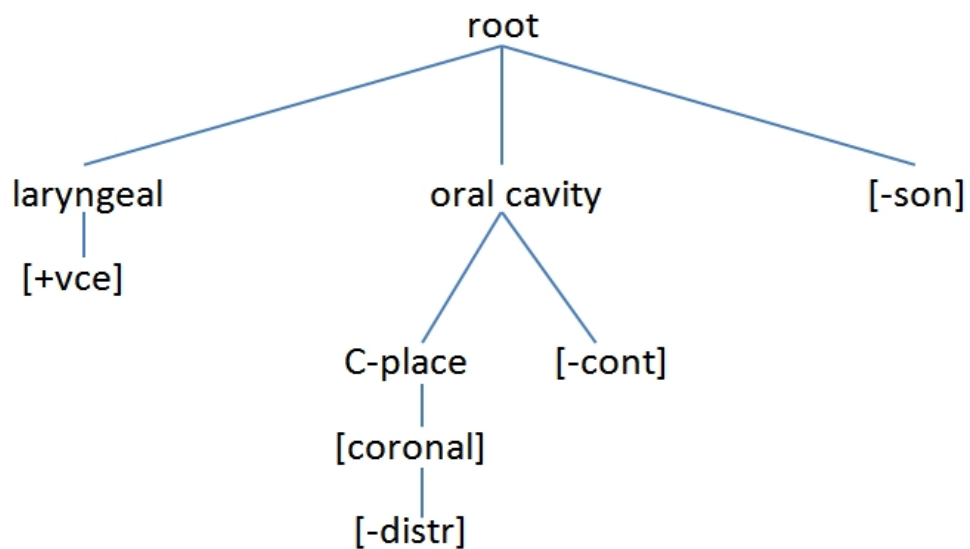 root
laryngeal oral cavity [-son]
[+vce]
C-place [-cont]
[coronal]
[-distr]